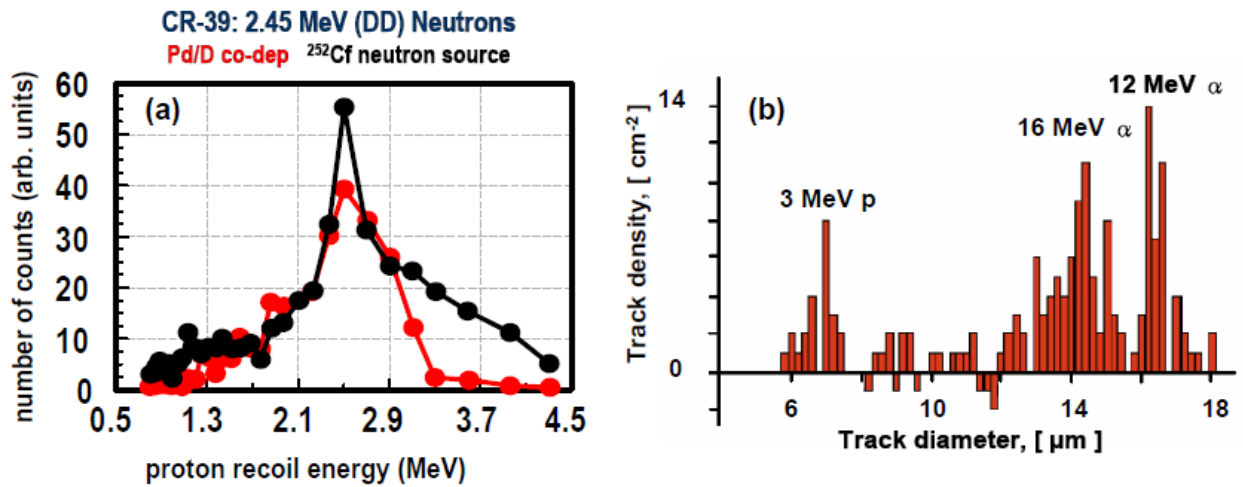 CR-39: 2.45 MeV (DD) Neutrons
Pd/D co-dep ²⁵²Cf neutron source
(a)
number of counts (arb. units)
60
50
40
30
20
10
0
0.5 1.3 2.1 2.9 3.7 4.5
proton recoil energy (MeV)
(b)
12 MeV α
16 MeV α
3 MeV p
Track density, [ cm⁻²]
14
0
6 10 14 18
Track diameter, [ μm ]